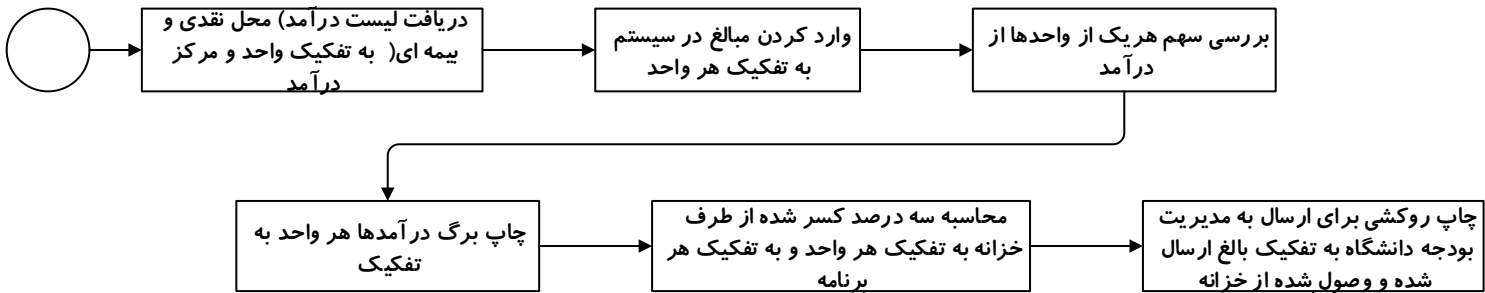 دریافت لیست درآمد) محل نقدی و
بیمه ای( به تفکیک واحد و مرکز
درآمد
وارد کردن مبالغ در سیستم
به تفکیک هر واحد
بررسی سهم هریک از واحدها از
درآمد
چاپ برگ درآمدها هر واحد به
تفکیک
محاسبه سه درصد کسر شده از طرف
خزانه به تفکیک هر واحد و به تفکیک هر
برنامه
چاپ روکشی برای ارسال به مدیریت
بودجه دانشگاه به تفکیک بالغ ارسال
شده و وصول شده از خزانه